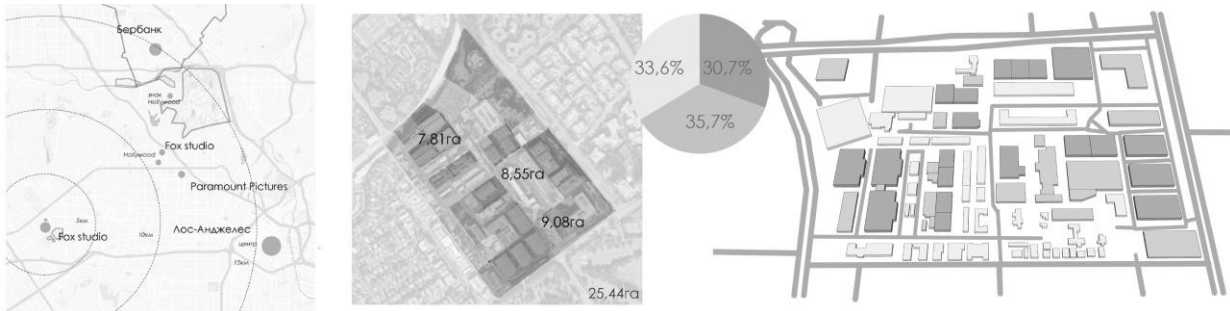 Бербанк
знак
Hollywood
Fox studio
Hollywood
Paramount Pictures
5км
Fox studio
10км
Лос-Анджелес
центр
15км
7,81га
8,55га
9,08га
25,44га
33,6%
30,7%
35,7%